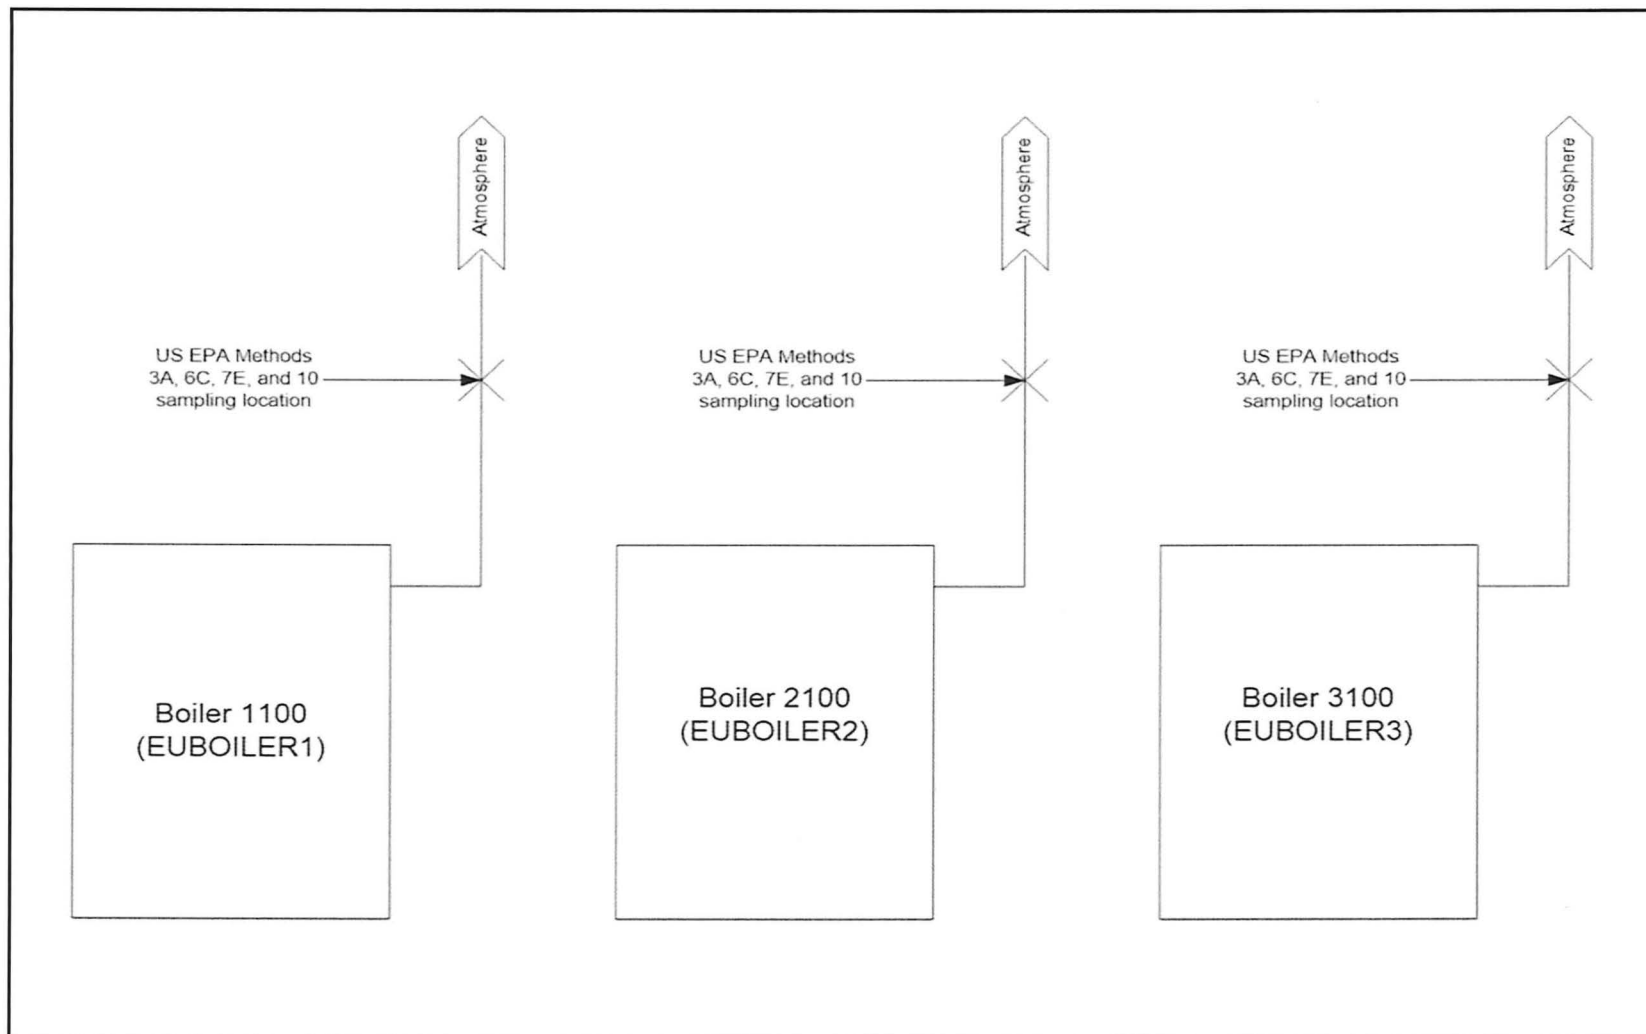 Atmosphere
Atmosphere
Atmosphere
US EPA Methods
3A, 6C, 7E, and 10
sampling location
US EPA Methods
3A, 6C, 7E, and 10
sampling location
US EPA Methods
3A, 6C, 7E, and 10
sampling location
Boiler 1100
(EUBOILER1)
Boiler 2100
(EUBOILER2)
Boiler 3100
(EUBOILER3)